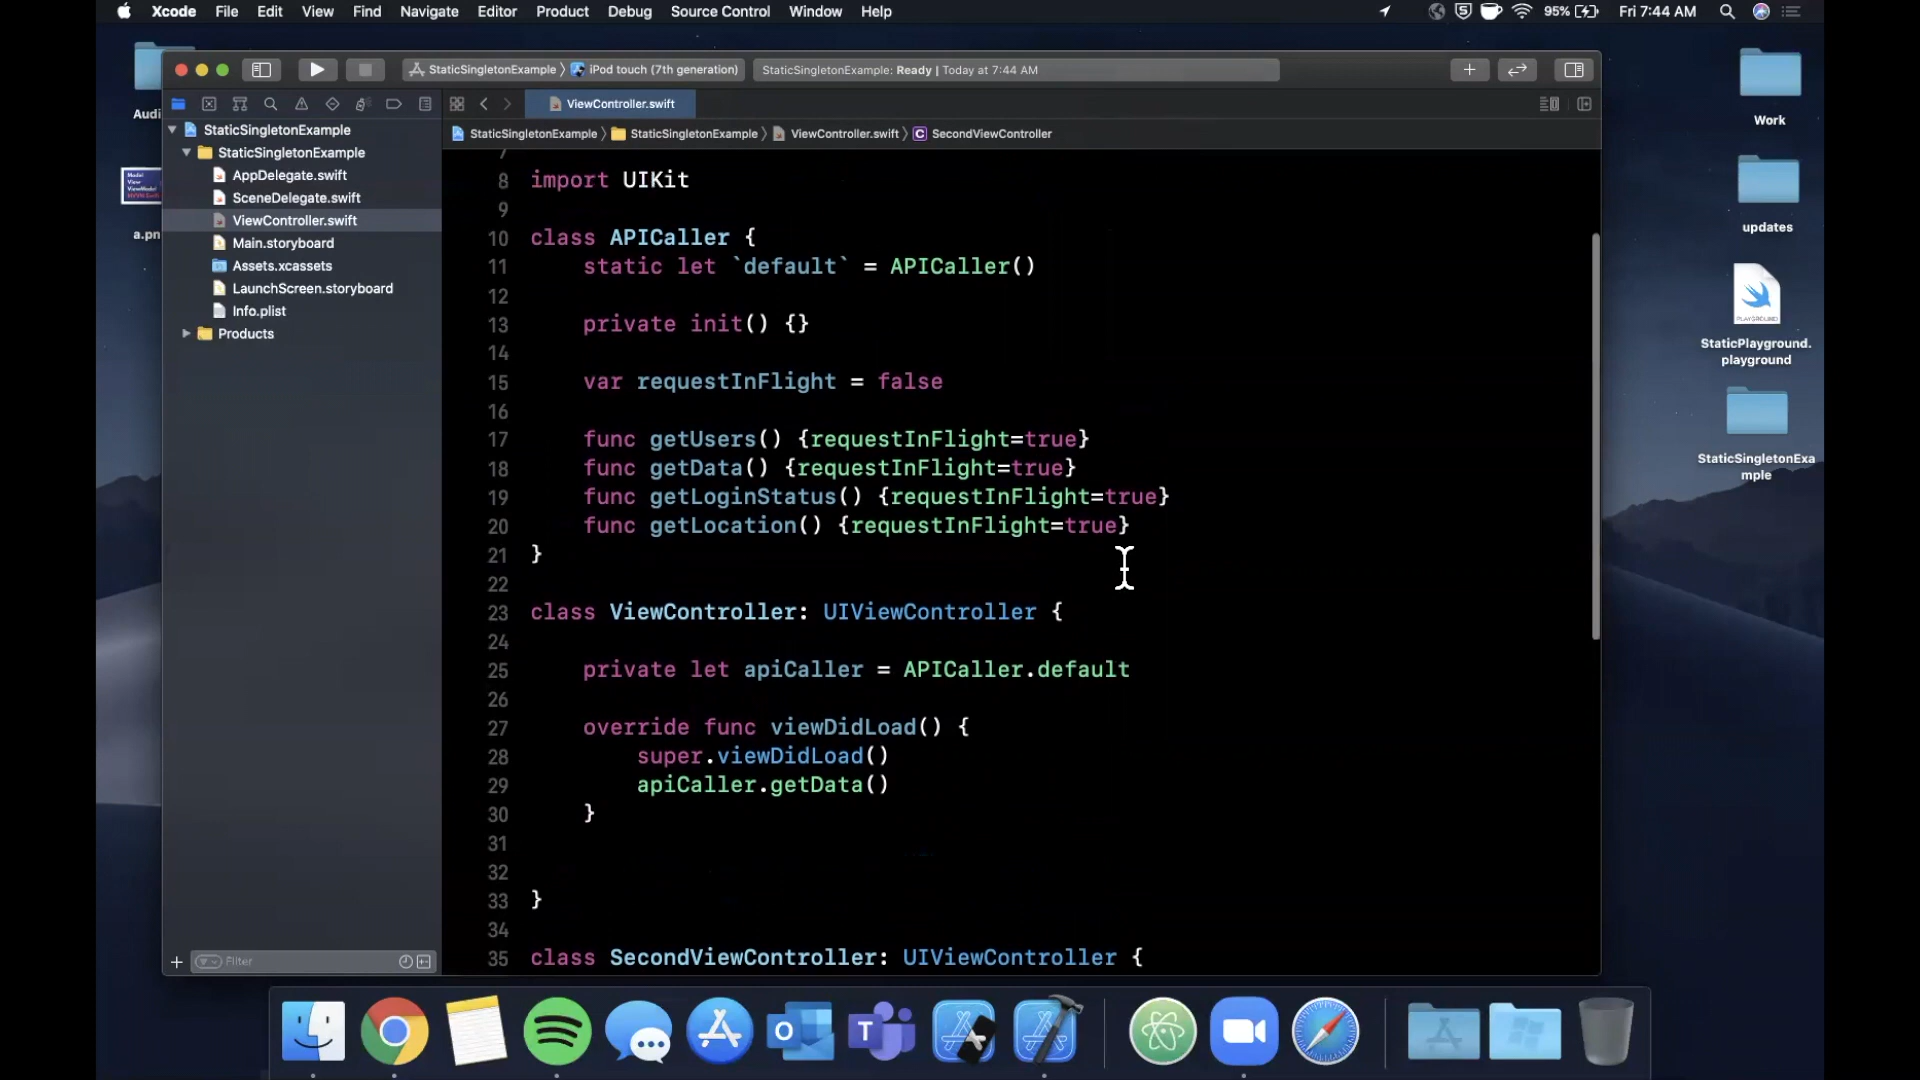 Xcode File Edit View Find Navigate Editor Product Debug Source Control Window Help 95% Fri 7:44 AM
StaticSingletonExample iPod touch (7th generation) StaticSingletonExample: Ready | Today at 7:44 AM
ViewController.swift
StaticSingletonExample StaticSingletonExample ViewController.swift C SecondViewController
StaticSingletonExample
StaticSingletonExample
AppDelegate.swift
SceneDelegate.swift
ViewController.swift
Main.storyboard
Assets.xcassets
LaunchScreen.storyboard
Info.plist
Products
Filter
7
8 import UIKit
9
10 class APICaller {
11 static let `default` = APICaller()
12
13 private init() {}
14
15 var requestInFlight = false
16
17 func getUsers() {requestInFlight=true}
18 func getData() {requestInFlight=true}
19 func getLoginStatus() {requestInFlight=true}
20 func getLocation() {requestInFlight=true}
21 }
22
23 class ViewController: UIViewController {
24
25 private let apiCaller = APICaller.default
26
27 override func viewDidLoad() {
28 super.viewDidLoad()
29 apiCaller.getData()
30 }
31
32
33 }
34
35 class SecondViewController: UIViewController {
Audi
Model
View
ViewModel
a.pn
Work
updates
PLAYGROUND
StaticPlayground.
playground
StaticSingletonExa
mple